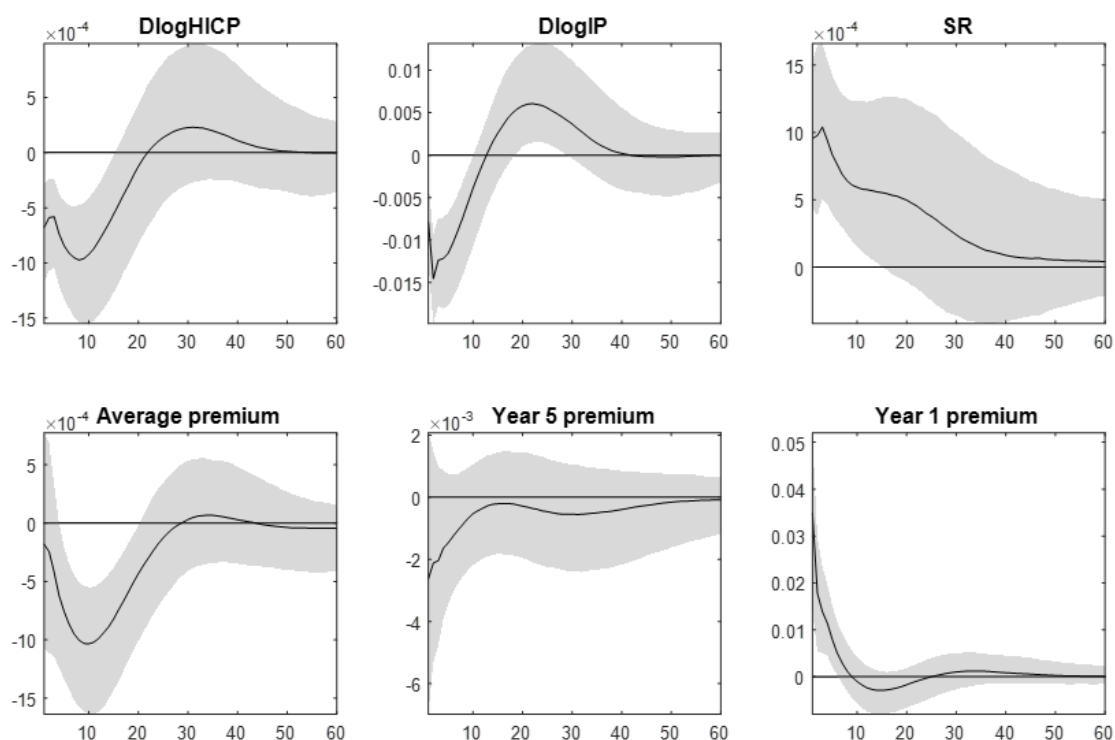 DlogHICP DlogIP SR
×10⁻⁴ ×10⁻⁴
5 0.01 15
0.005 10
0 0
-0.005 5
-5
-10 -0.01
-0.015 0
-15
10 20 30 40 50 60 10 20 30 40 50 60 10 20 30 40 50 60
Average premium Year 5 premium Year 1 premium
×10⁻⁴ ×10⁻³
5 2 0.05
0 0 0.04
0.03
-5 -2 0.02
-10 -4 0.01
-15 -6 0
10 20 30 40 50 60 10 20 30 40 50 60 10 20 30 40 50 60